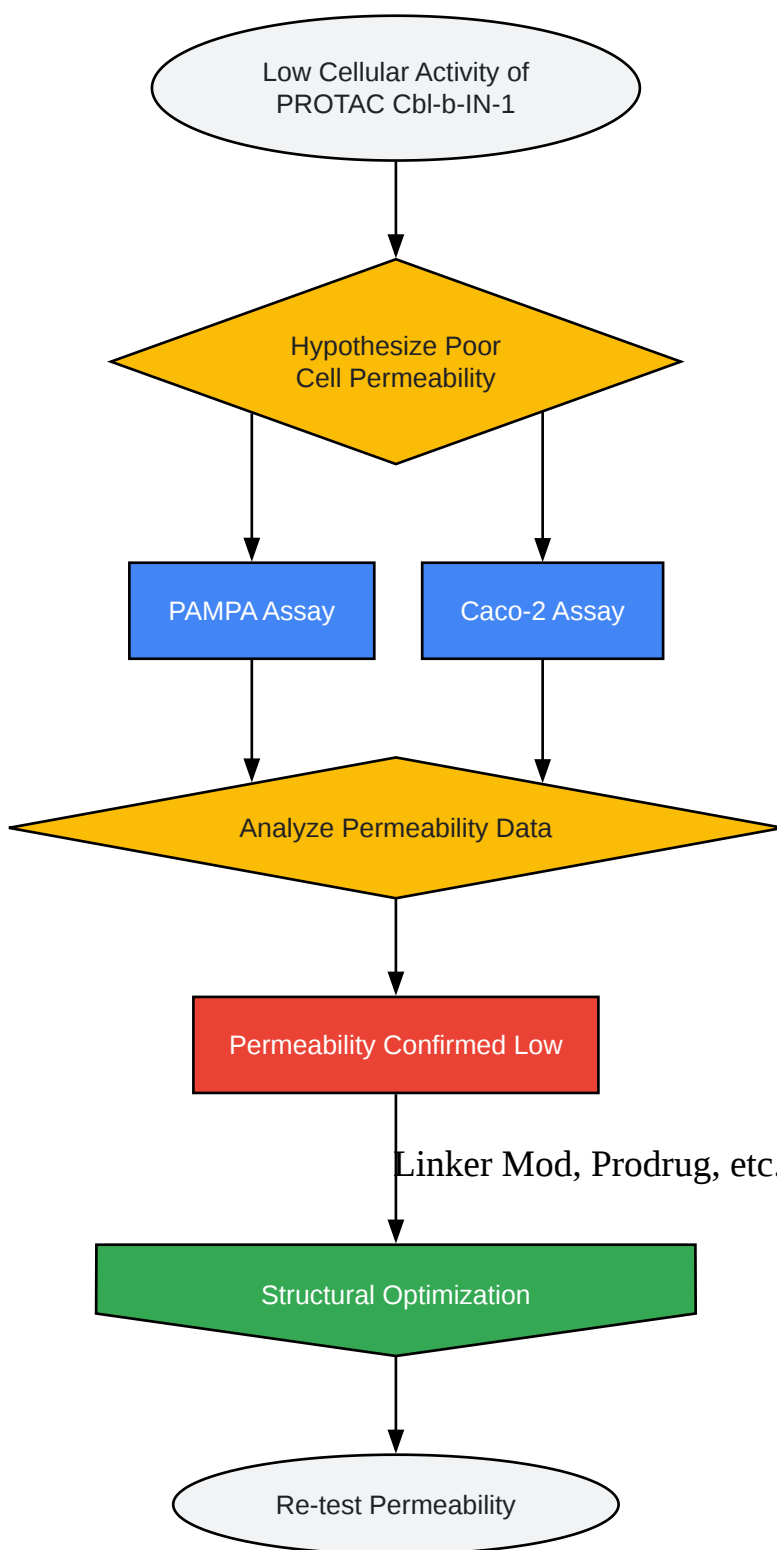 Low Cellular Activity of
PROTAC Cbl-b-IN-1
Hypothesize Poor
Cell Permeability
PAMPA Assay
Caco-2 Assay
Analyze Permeability Data
Permeability Confirmed Low
Linker Mod, Prodrug, etc.
Structural Optimization
Re-test Permeability